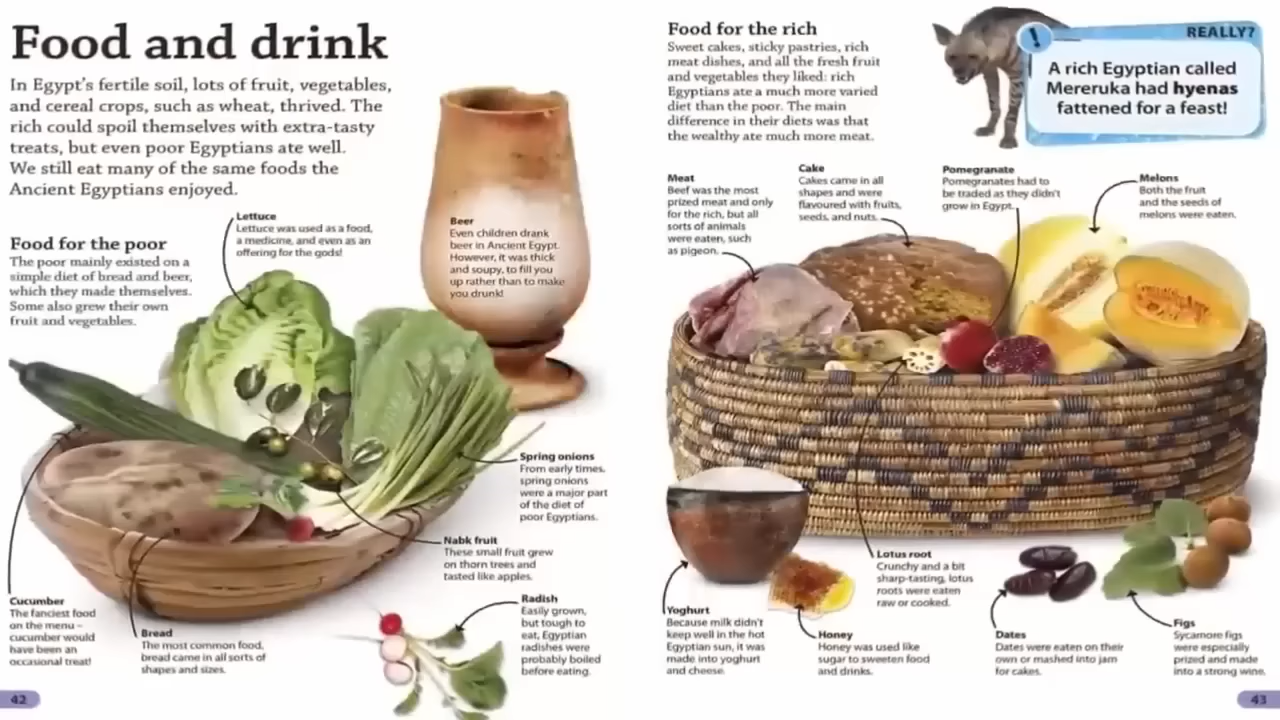 Food and drink
In Egypt's fertile soil, lots of fruit, vegetables,
and cereal crops, such as wheat, thrived. The
rich could spoil themselves with extra-tasty
treats, but even poor Egyptians ate well.
We still eat many of the same foods the
Ancient Egyptians enjoyed.
Food for the poor
The poor mainly existed on a
simple diet of bread and beer,
which they made themselves.
Some also grew their own
fruit and vegetables.
Lettuce
Lettuce was used as a food,
a medicine, and even as an
offering for the gods!
Beer
Even children drank
beer in Ancient Egypt.
However, it was thick
and soupy, to fill you
up rather than to make
you drunk!
Spring onions
From early times,
spring onions
were a major part
of the diet of
poor Egyptians.
Nabk fruit
These small fruit grew
on thorn trees and
tasted like apples.
Cucumber
The fanciest food
on the menu –
cucumber would
have been an
occasional treat!
Bread
The most common food,
bread came in all sorts of
shapes and sizes.
Radish
Easily grown,
but tough to
eat, Egyptian
radishes were
probably boiled
before eating.
42
Food for the rich
Sweet cakes, sticky pastries, rich
meat dishes, and all the fresh fruit
and vegetables they liked: rich
Egyptians ate a much more varied
diet than the poor. The main
difference in their diets was that
the wealthy ate much more meat.
!
REALLY?
A rich Egyptian called
Mereruka had hyenas
fattened for a feast!
Meat
Beef was the most
prized meat and only
for the rich, but all
sorts of animals
were eaten, such
as pigeon.
Cake
Cakes came in all
shapes and were
flavoured with fruits,
seeds, and nuts.
Pomegranate
Pomegranates had to
be traded as they didn't
grow in Egypt.
Melons
Both the fruit
and the seeds of
melons were eaten.
Lotus root
Crunchy and a bit
sharp-tasting, lotus
roots were eaten
raw or cooked.
Yoghurt
Because milk didn't
keep well in the hot
Egyptian sun, it was
made into yoghurt
and cheese.
Honey
Honey was used like
sugar to sweeten food
and drinks.
Dates
Dates were eaten on their
own or mashed into jam
for cakes.
Figs
Sycamore figs
were especially
prized and made
into a strong wine.
43